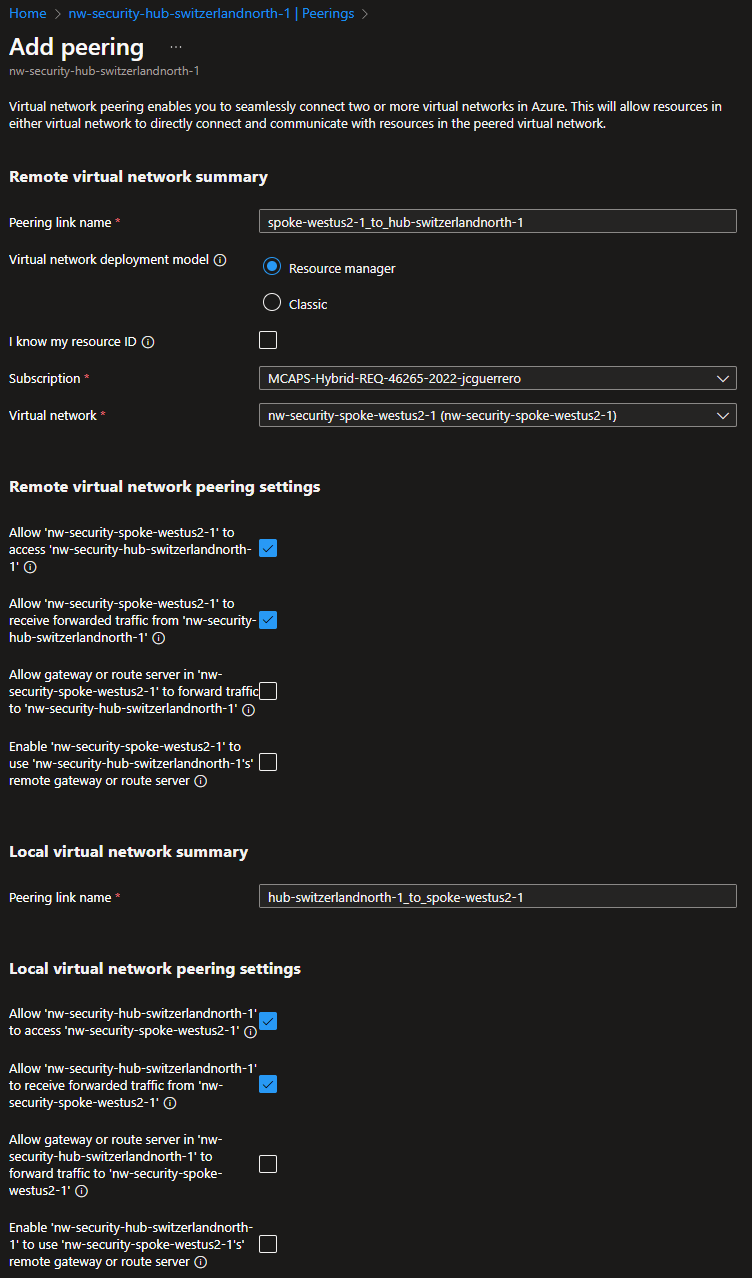 Home > nw-security-hub-switzerlandnorth-1 | Peerings >
Add peering ...
nw-security-hub-switzerlandnorth-1
Virtual network peering enables you to seamlessly connect two or more virtual networks in Azure. This will allow resources in
either virtual network to directly connect and communicate with resources in the peered virtual network.
Remote virtual network summary
Peering link name *
spoke-westus2-1_to_hub-switzerlandnorth-1
Virtual network deployment model
Resource manager
Classic
I know my resource ID
Subscription *
MCAPS-Hybrid-REQ-46265-2022-jcguerrero
Virtual network *
nw-security-spoke-westus2-1 (nw-security-spoke-westus2-1)
Remote virtual network peering settings
Allow 'nw-security-spoke-westus2-1' to
access 'nw-security-hub-switzerlandnorth-
1'
Allow 'nw-security-spoke-westus2-1' to
receive forwarded traffic from 'nw-security-
hub-switzerlandnorth-1'
Allow gateway or route server in 'nw-
security-spoke-westus2-1' to forward traffic
to 'nw-security-hub-switzerlandnorth-1'
Enable 'nw-security-spoke-westus2-1' to
use 'nw-security-hub-switzerlandnorth-1's'
remote gateway or route server
Local virtual network summary
Peering link name *
hub-switzerlandnorth-1_to_spoke-westus2-1
Local virtual network peering settings
Allow 'nw-security-hub-switzerlandnorth-1'
to access 'nw-security-spoke-westus2-1'
Allow 'nw-security-hub-switzerlandnorth-1'
to receive forwarded traffic from 'nw-
security-spoke-westus2-1'
Allow gateway or route server in 'nw-
security-hub-switzerlandnorth-1' to
forward traffic to 'nw-security-spoke-
westus2-1'
Enable 'nw-security-hub-switzerlandnorth-
1' to use 'nw-security-spoke-westus2-1's'
remote gateway or route server